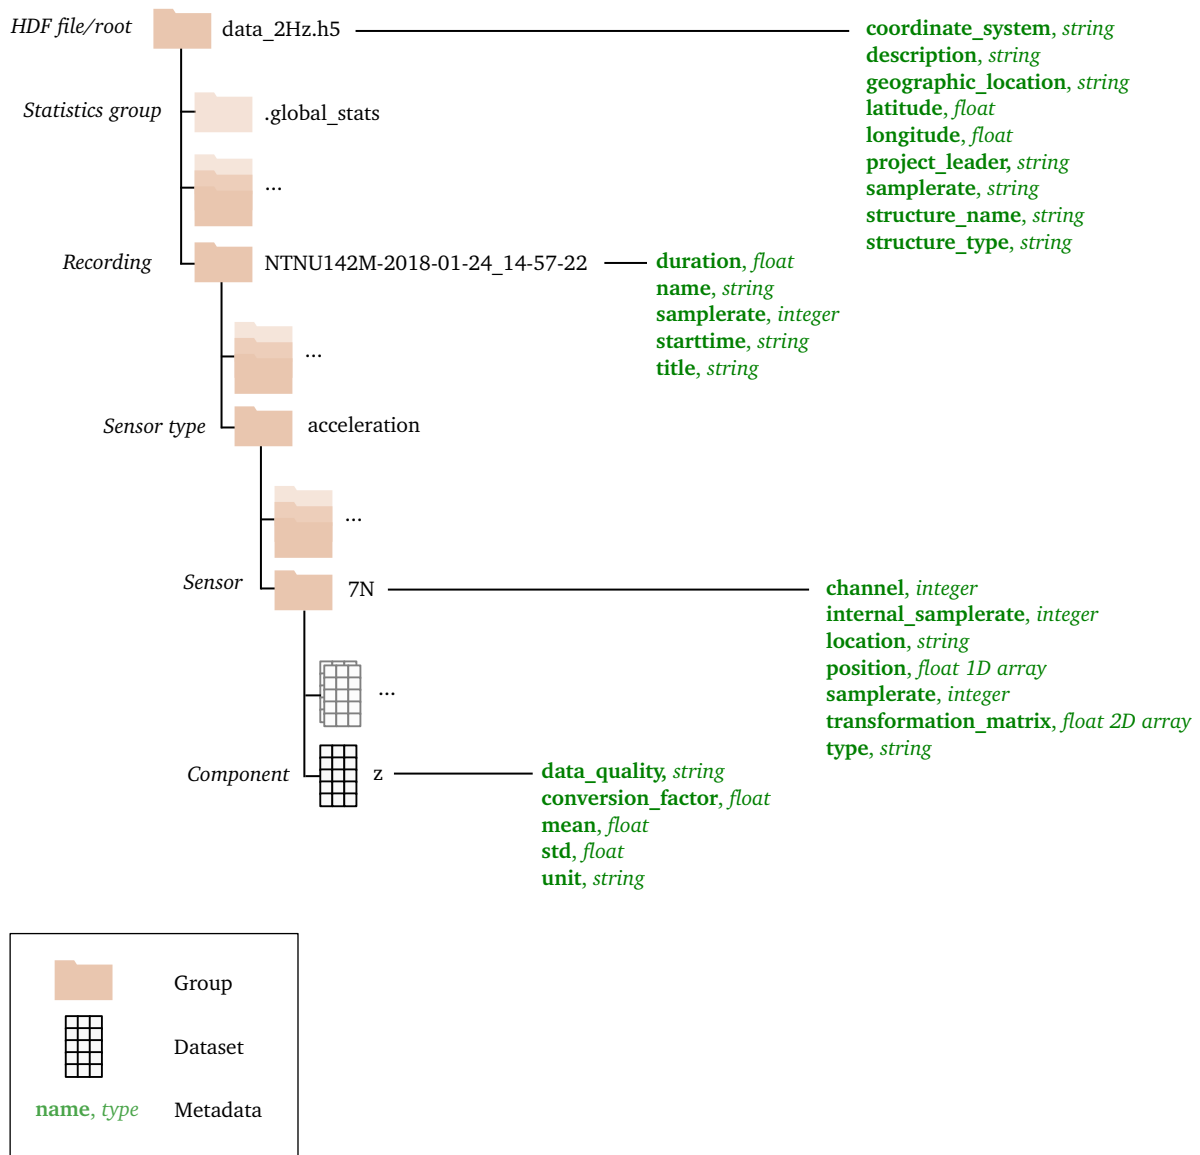 HDF file/root
data_2Hz.h5
coordinate_system, string
description, string
geographic_location, string
latitude, float
longitude, float
project_leader, string
samplerate, string
structure_name, string
structure_type, string
Statistics group
.global_stats
...
Recording
NTNU142M-2018-01-24_14-57-22
duration, float
name, string
samplerate, integer
starttime, string
title, string
...
Sensor type
acceleration
...
Sensor
7N
channel, integer
internal_samplerate, integer
location, string
position, float 1D array
samplerate, integer
transformation_matrix, float 2D array
type, string
...
Component
z
data_quality, string
conversion_factor, float
mean, float
std, float
unit, string
Group
Dataset
name, type
Metadata